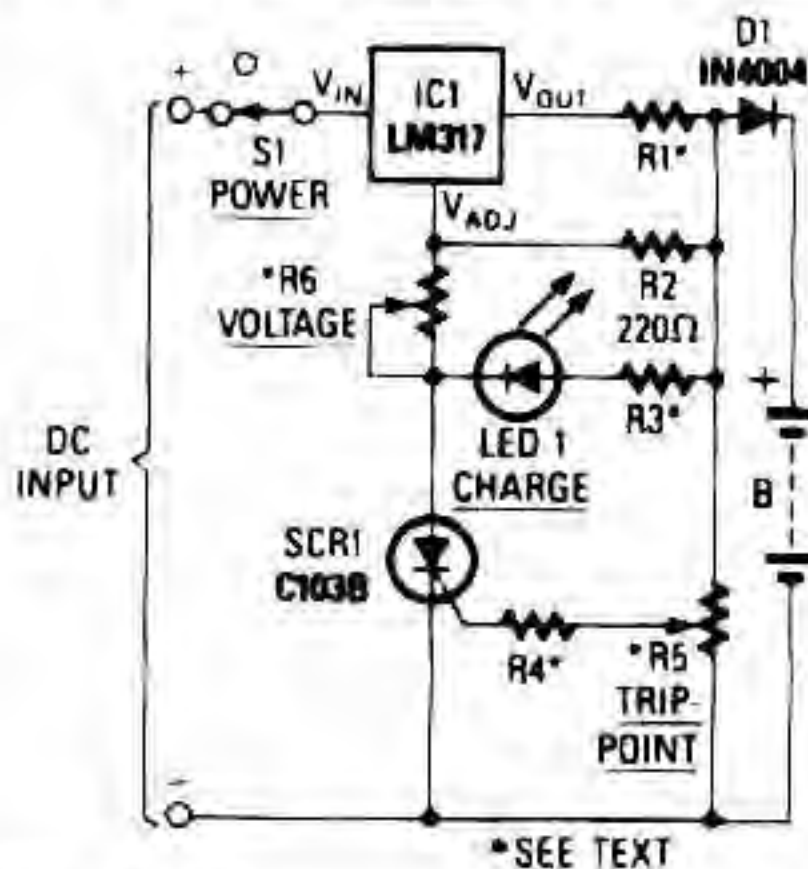 D1
1N4004
+
VIN
IC1
LM317
VOUT
R1*
S1
POWER
VADJ
*R6
VOLTAGE
R2
220Ω
R3*
+
DC
INPUT
LED 1
CHARGE
B
SCR1
C103B
R4*
*R5
TRIP-
POINT
-
*SEE TEXT